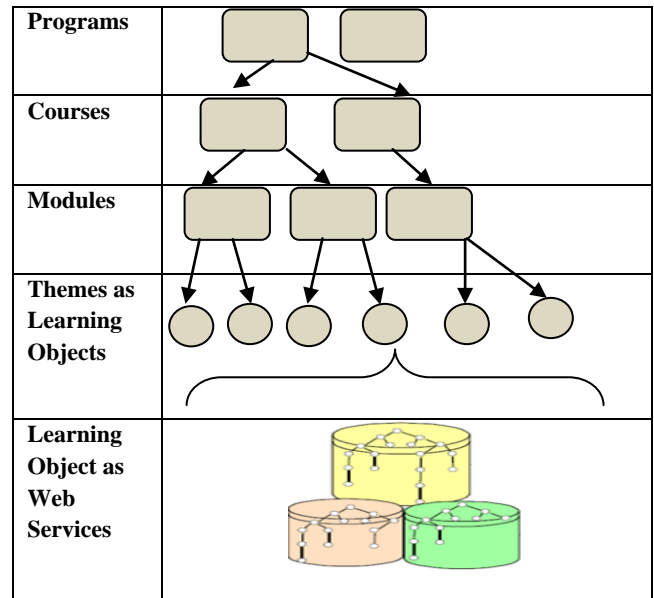 Programs
Courses
Modules
Themes as
Learning
Objects
Learning
Object as
Web
Services